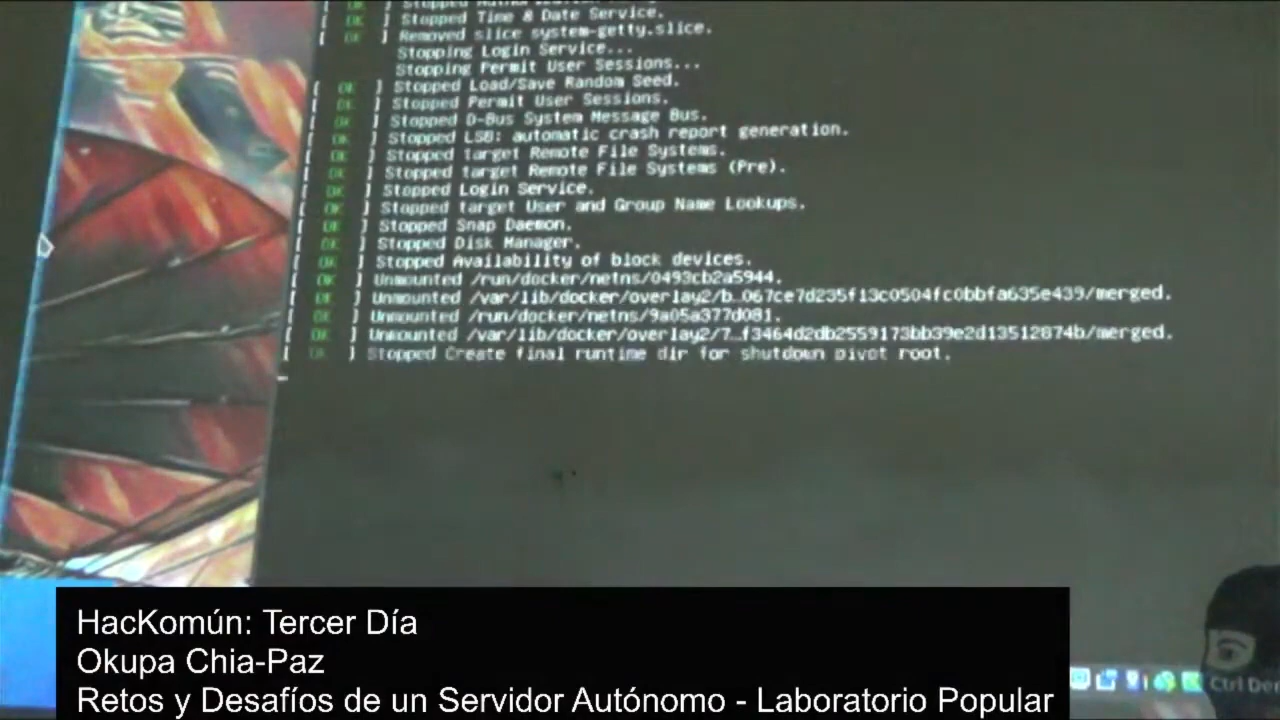 [ OK ] Stopped
[ OK ] Stopped Time & Date Service.
[ OK ] Removed slice system-getty.slice.
Stopping Login Service...
Stopping Permit User Sessions...
[ OK ] Stopped Load/Save Random Seed.
[ OK ] Stopped Permit User Sessions.
[ OK ] Stopped D-Bus System Message Bus.
[ OK ] Stopped LSB: automatic crash report generation.
[ OK ] Stopped target Remote File Systems.
[ OK ] Stopped target Remote File Systems (Pre).
[ OK ] Stopped Login Service.
[ OK ] Stopped target User and Group Name Lookups.
[ OK ] Stopped Snap Daemon.
[ OK ] Stopped Disk Manager.
[ OK ] Stopped Availability of block devices.
[ OK ] Unmounted /run/docker/netns/0493cb2a5944.
[ OK ] Unmounted /var/lib/docker/overlay2/b…067ce7d235f13c0504fc0bbfa635e439/merged.
[ OK ] Unmounted /run/docker/netns/9a05a377d081.
[ OK ] Unmounted /var/lib/docker/overlay2/7…f3464d2db2559173bb39e2d13512874b/merged.
[ OK ] Stopped Create final runtime dir for shutdown pivot root.
HacKomún: Tercer Día
Okupa Chia-Paz
Retos y Desafíos de un Servidor Autónomo - Laboratorio Popular
Ctrl Der